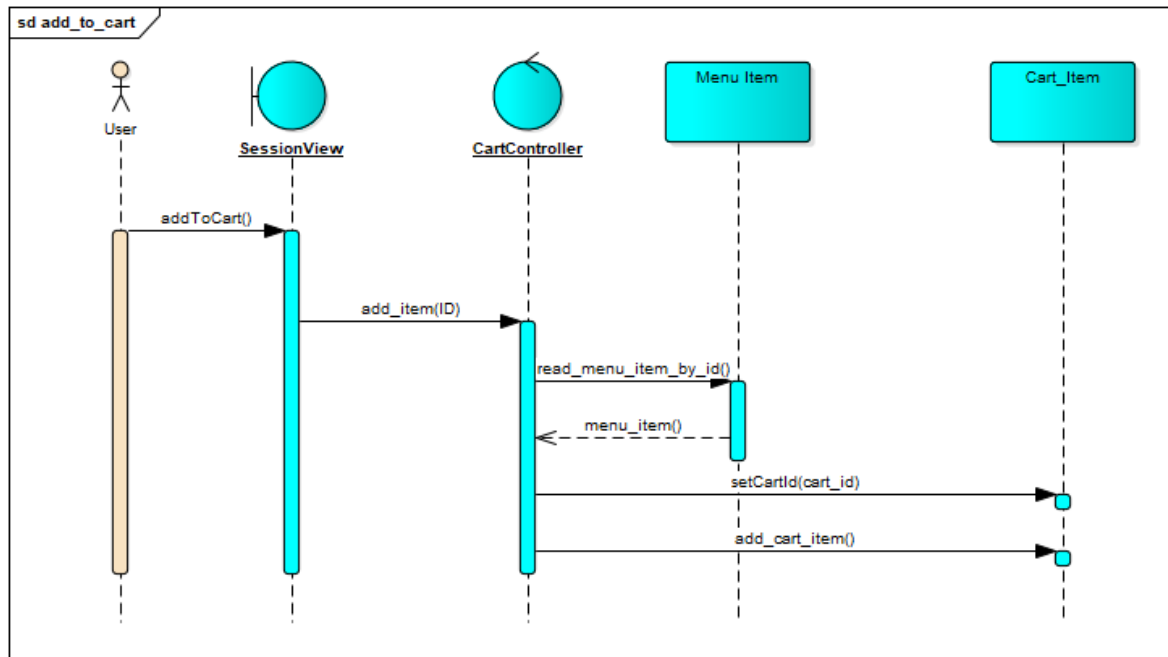 sd add_to_cart
User
SessionView
CartController
Menu Item
Cart_Item
addToCart()
add_item(ID)
read_menu_item_by_id()
menu_item()
setCartId(cart_id)
add_cart_item()